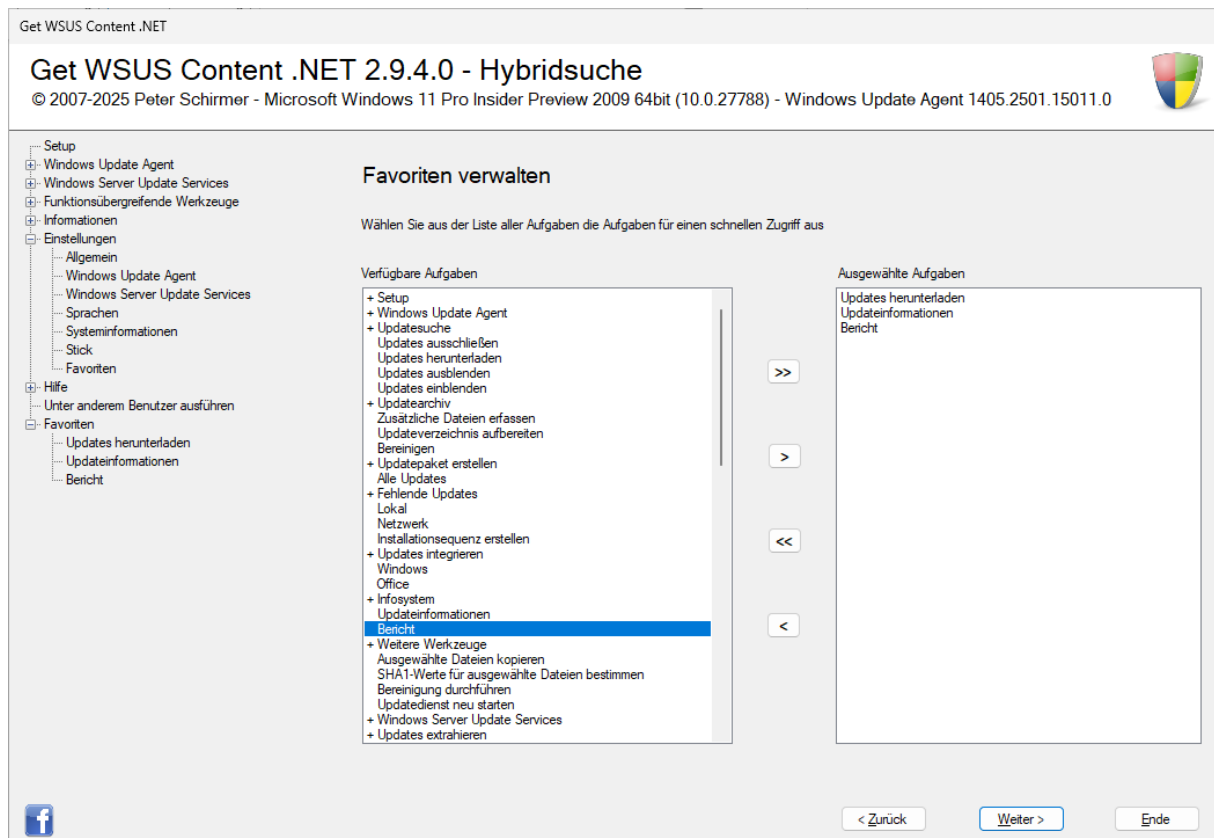 Get WSUS Content .NET
Get WSUS Content .NET 2.9.4.0 - Hybridsuche
© 2007-2025 Peter Schirmer - Microsoft Windows 11 Pro Insider Preview 2009 64bit (10.0.27788) - Windows Update Agent 1405.2501.15011.0
Setup
Windows Update Agent
Windows Server Update Services
Funktionsübergreifende Werkzeuge
Informationen
Einstellungen
Allgemein
Windows Update Agent
Windows Server Update Services
Sprachen
Systeminformationen
Stick
Favoriten
Hilfe
Unter anderem Benutzer ausführen
Favoriten
Updates herunterladen
Updateinformationen
Bericht
Favoriten verwalten
Wählen Sie aus der Liste aller Aufgaben die Aufgaben für einen schnellen Zugriff aus
Verfügbare Aufgaben
+ Setup
+ Windows Update Agent
+ Updatesuche
Updates ausschließen
Updates herunterladen
Updates ausblenden
Updates einblenden
+ Updatearchiv
Zusätzliche Dateien erfassen
Updateverzeichnis aufbereiten
Bereinigen
+ Updatepaket erstellen
Alle Updates
+ Fehlende Updates
Lokal
Netzwerk
Installationsequenz erstellen
+ Updates integrieren
Windows
Office
+ Infosystem
Updateinformationen
Bericht
+ Weitere Werkzeuge
Ausgewählte Dateien kopieren
SHA1-Werte für ausgewählte Dateien bestimmen
Bereinigung durchführen
Updatedienst neu starten
+ Windows Server Update Services
+ Updates extrahieren
>>
>
<<
<
Ausgewählte Aufgaben
Updates herunterladen
Updateinformationen
Bericht
f
< Zurück
Weiter >
Ende